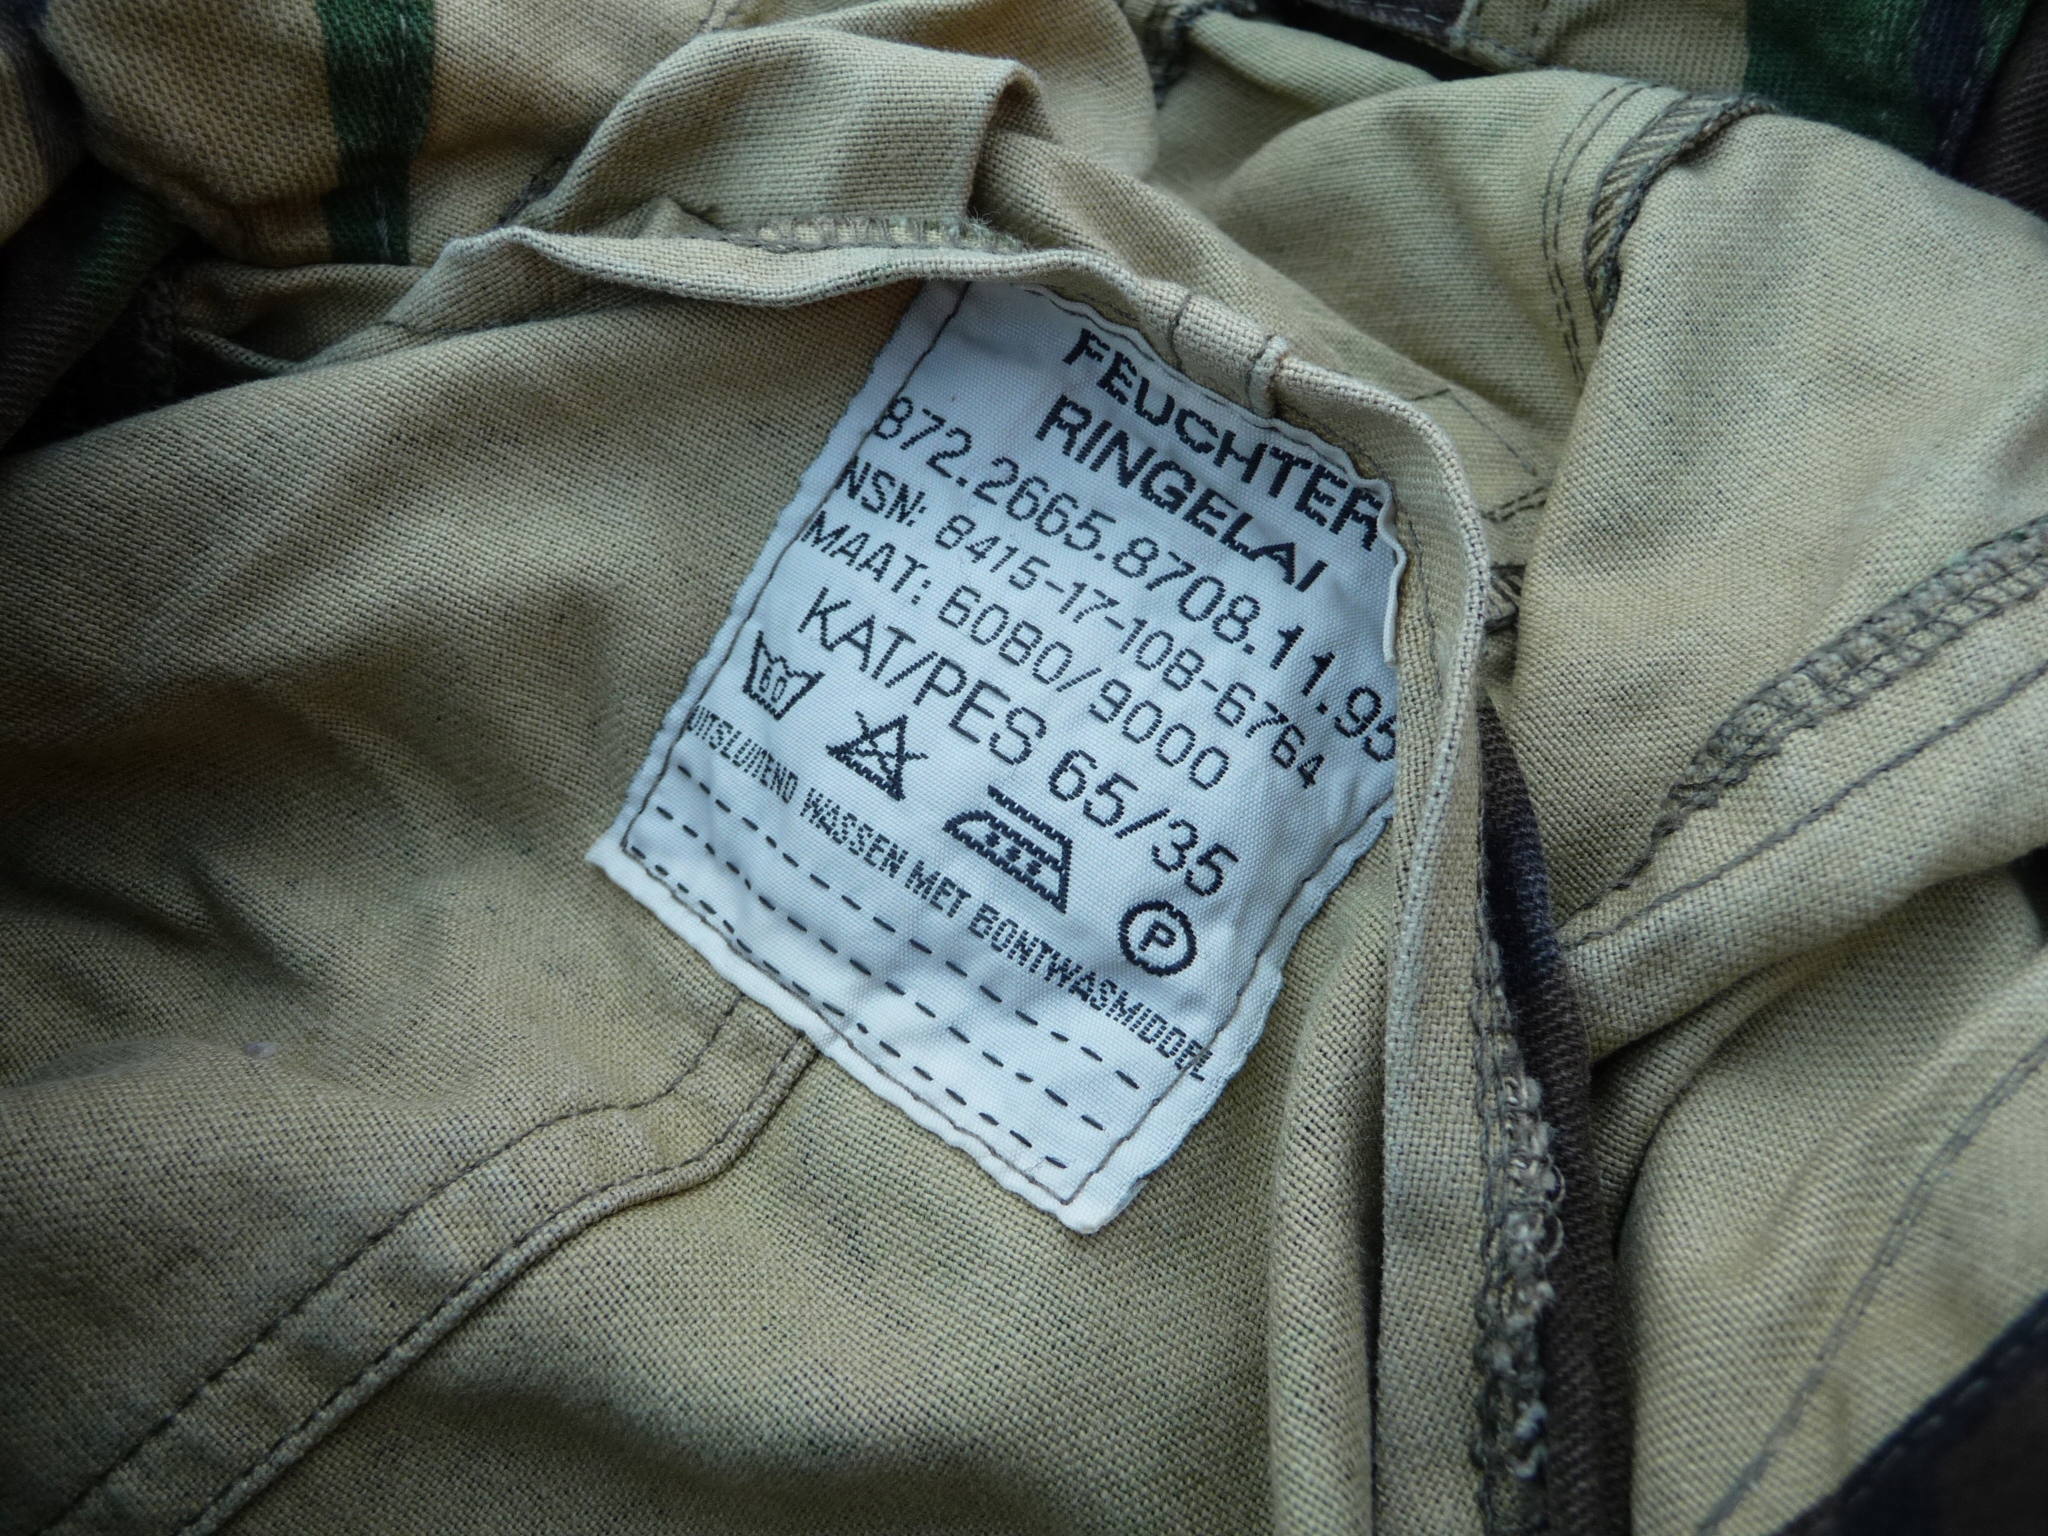 FEUCHTER
RINGELAI
872.2665.8708.11.95
NSN: 8415-17-108-6764
MAAT: 6080/9000
KAT/PES 65/35
60 P
UITSLUITEND WASSEN MET BONTWASMIDDEL